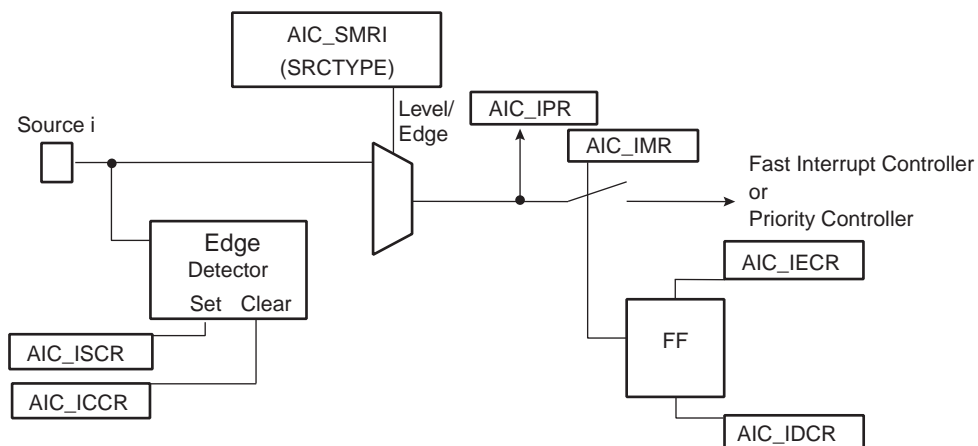 AIC_SMRI
(SRCTYPE)
Level/
Edge
AIC_IPR
AIC_IMR
Source i
Fast Interrupt Controller
or
Priority Controller
Edge
Detector
Set Clear
AIC_IECR
FF
AIC_ISCR
AIC_ICCR
AIC_IDCR